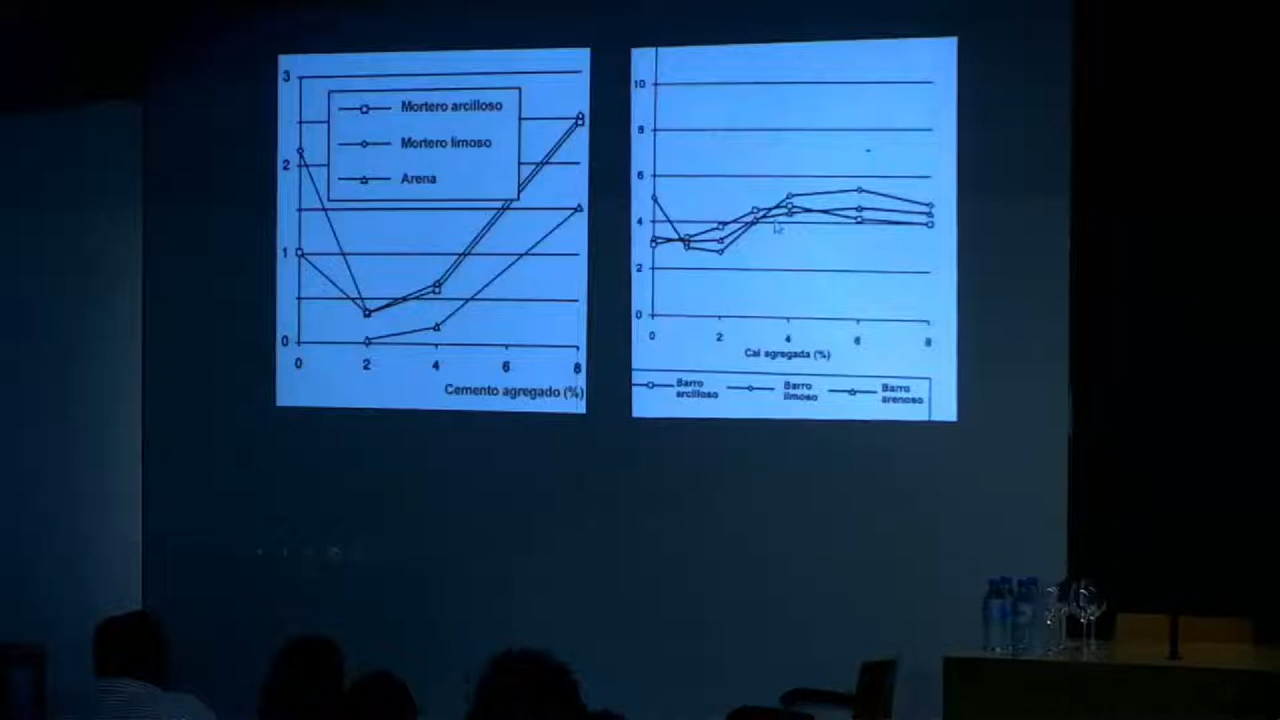 3
Mortero arcilloso
Mortero limoso
2
Arena
1
0
0 2 4 6 8
Cemento agregado (%)
10
8
6
4
2
0
0 2 4 6 8
Cal agregada (%)
Barro arcilloso
Barro limoso
Barro arenoso